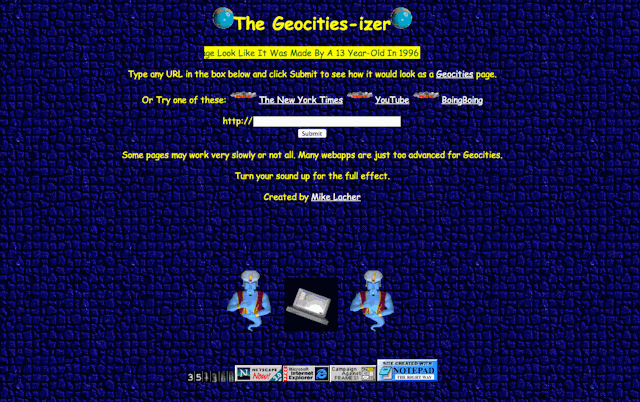 The Geocities-izer
ge Look Like It Was Made By A 13 Year-Old In 1996
Type any URL in the box below and click Submit to see how it would look as a Geocities page.
Or Try one of these: The New York Times YouTube BoingBoing
http://
Submit
Some pages may work very slowly or not all. Many webapps are just too advanced for Geocities.
Turn your sound up for the full effect.
Created by Mike Lacher
NETSCAPE
Now!
Microsoft
Internet
Explorer
Campaign
Against
FRAMES!
SITE CREATED WITH
NOTEPAD
THE RIGHT WAY